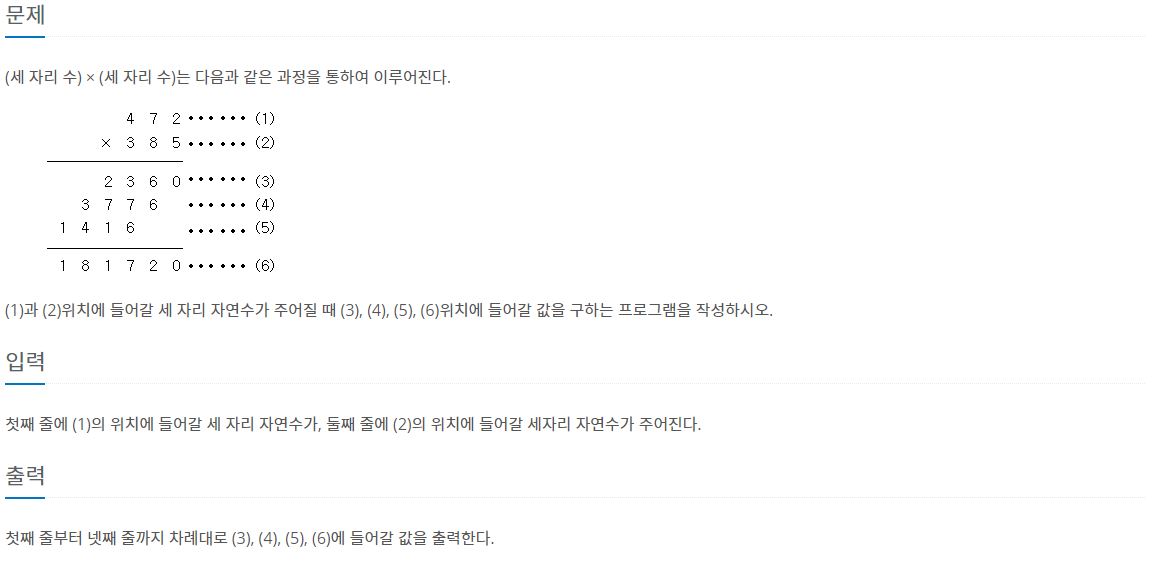 문제
(세 자리 수) × (세 자리 수)는 다음과 같은 과정을 통하여 이루어진다.
4 7 2 •••••• (1)
× 3 8 5 •••••• (2)
2 3 6 0 •••••• (3)
3 7 7 6 •••••• (4)
1 4 1 6 •••••• (5)
1 8 1 7 2 0 •••••• (6)
(1)과 (2)위치에 들어갈 세 자리 자연수가 주어질 때 (3), (4), (5), (6)위치에 들어갈 값을 구하는 프로그램을 작성하시오.
입력
첫째 줄에 (1)의 위치에 들어갈 세 자리 자연수가, 둘째 줄에 (2)의 위치에 들어갈 세자리 자연수가 주어진다.
출력
첫째 줄부터 넷째 줄까지 차례대로 (3), (4), (5), (6)에 들어갈 값을 출력한다.